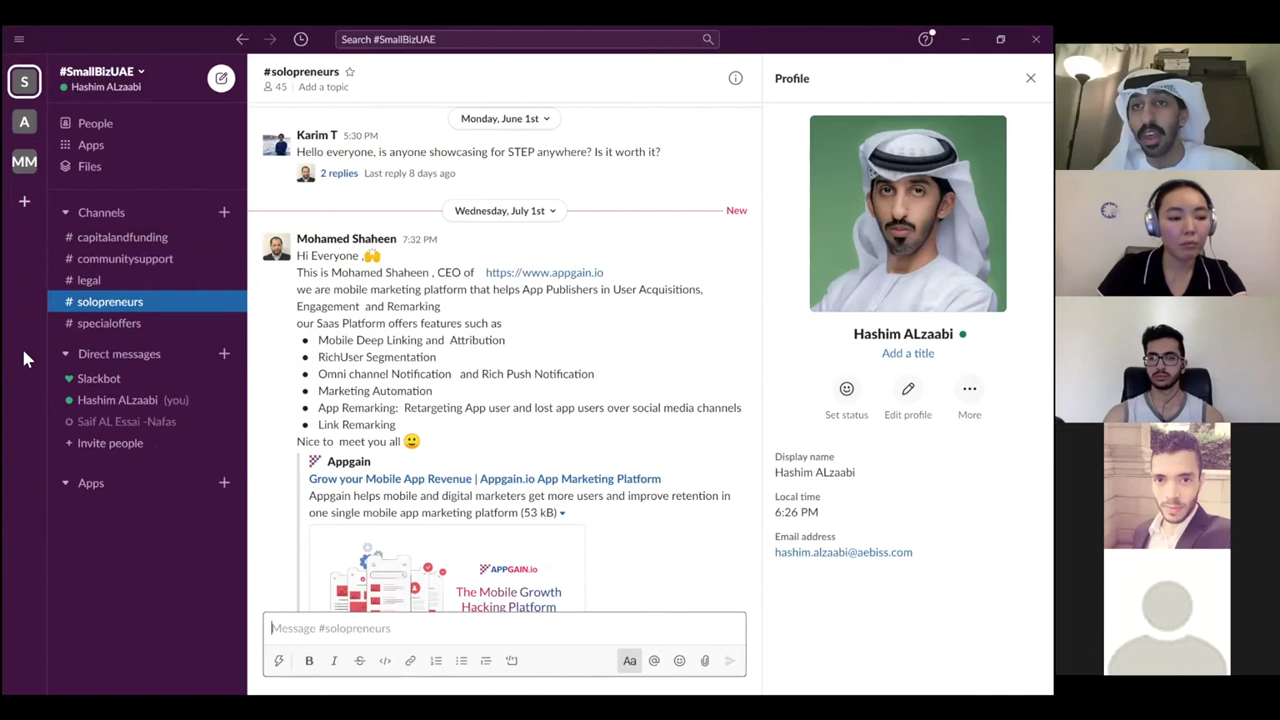 Search #SmallBizUAE
S
A
MM
#SmallBizUAE
Hashim ALzaabi
People
Apps
Files
Channels
# capitalandfunding
# communitysupport
# legal
# solopreneurs
# specialoffers
Direct messages
Slackbot
Hashim ALzaabi (you)
Saif AL Essai -Nafas
+ Invite people
Apps
#solopreneurs
45 Add a topic
Monday, June 1st
Karim T 5:30 PM
Hello everyone, is anyone showcasing for STEP anywhere? Is it worth it?
2 replies Last reply 8 days ago
Wednesday, July 1st
New
Mohamed Shaheen 7:32 PM
Hi Everyone ,🙌
This is Mohamed Shaheen , CEO of https://www.appgain.io
we are mobile marketing platform that helps App Publishers in User Acquisitions,
Engagement and Remarking
our Saas Platform offers features such as
• Mobile Deep Linking and Attribution
• RichUser Segmentation
• Omni channel Notification and Rich Push Notification
• Marketing Automation
• App Remarking: Retargeting App user and lost app users over social media channels
• Link Remarking
Nice to meet you all 🙂
Appgain
Grow your Mobile App Revenue | Appgain.io App Marketing Platform
Appgain helps mobile and digital marketers get more users and improve retention in
one single mobile app marketing platform (53 kB)
APPGAIN.io
The Mobile Growth
Hacking Platform
Message #solopreneurs
B I S </> Aa @
Profile
Hashim ALzaabi
Add a title
Set status
Edit profile
More
Display name
Hashim ALzaabi
Local time
6:26 PM
Email address
hashim.alzaabi@aebiss.com